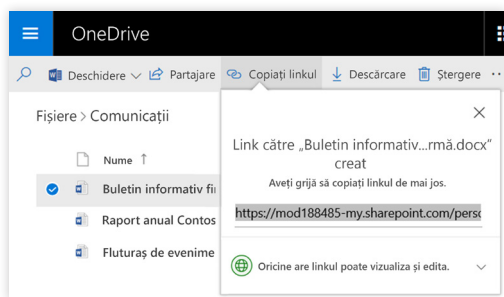 OneDrive
Deschidere Partajare Copiați linkul Descărcare Ștergere ...
Fișiere > Comunicații
Nume ↑
Buletin informativ fi
Raport anual Contos
Fluturaș de evenime
Link către „Buletin informativ...rmă.docx"
creat
Aveți grijă să copiați linkul de mai jos.
https://mod188485-my.sharepoint.com/perso
Oricine are linkul poate vizualiza și edita.